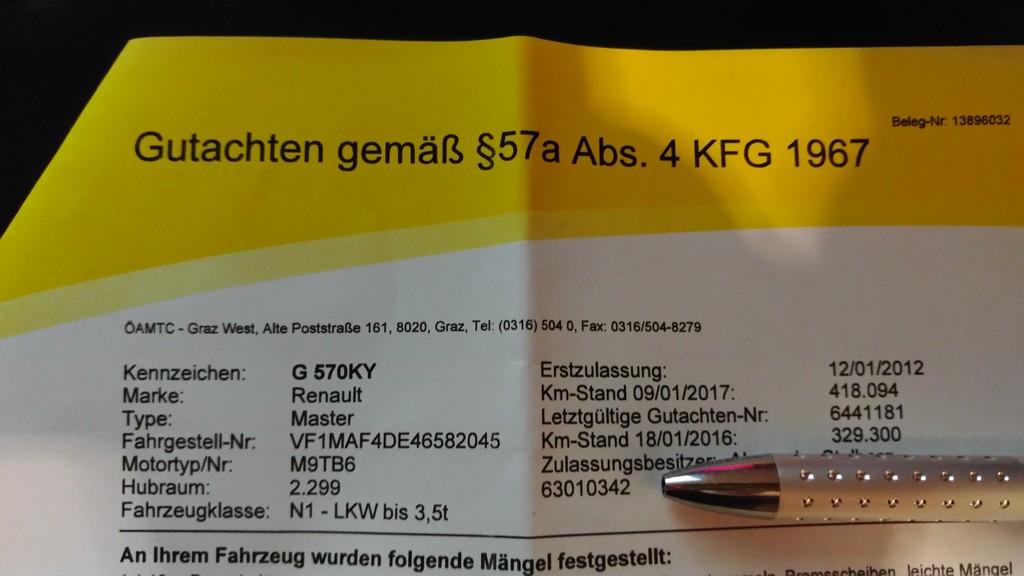 Beleg-Nr: 13896032
Gutachten gemäß §57a Abs. 4 KFG 1967
ÖAMTC - Graz West, Alte Poststraße 161, 8020, Graz, Tel: (0316) 504 0, Fax: 0316/504-8279
Kennzeichen: G 570KY
Marke: Renault
Type: Master
Fahrgestell-Nr: VF1MAF4DE46582045
Motortyp/Nr: M9TB6
Hubraum: 2.299
Fahrzeugklasse: N1 - LKW bis 3,5t
Erstzulassung: 12/01/2012
Km-Stand 09/01/2017: 418.094
Letztgültige Gutachten-Nr: 6441181
Km-Stand 18/01/2016: 329.300
Zulassungsbesitzer:
63010342
An Ihrem Fahrzeug wurden folgende Mängel festgestellt:
Bremsscheiben, leichte Mängel